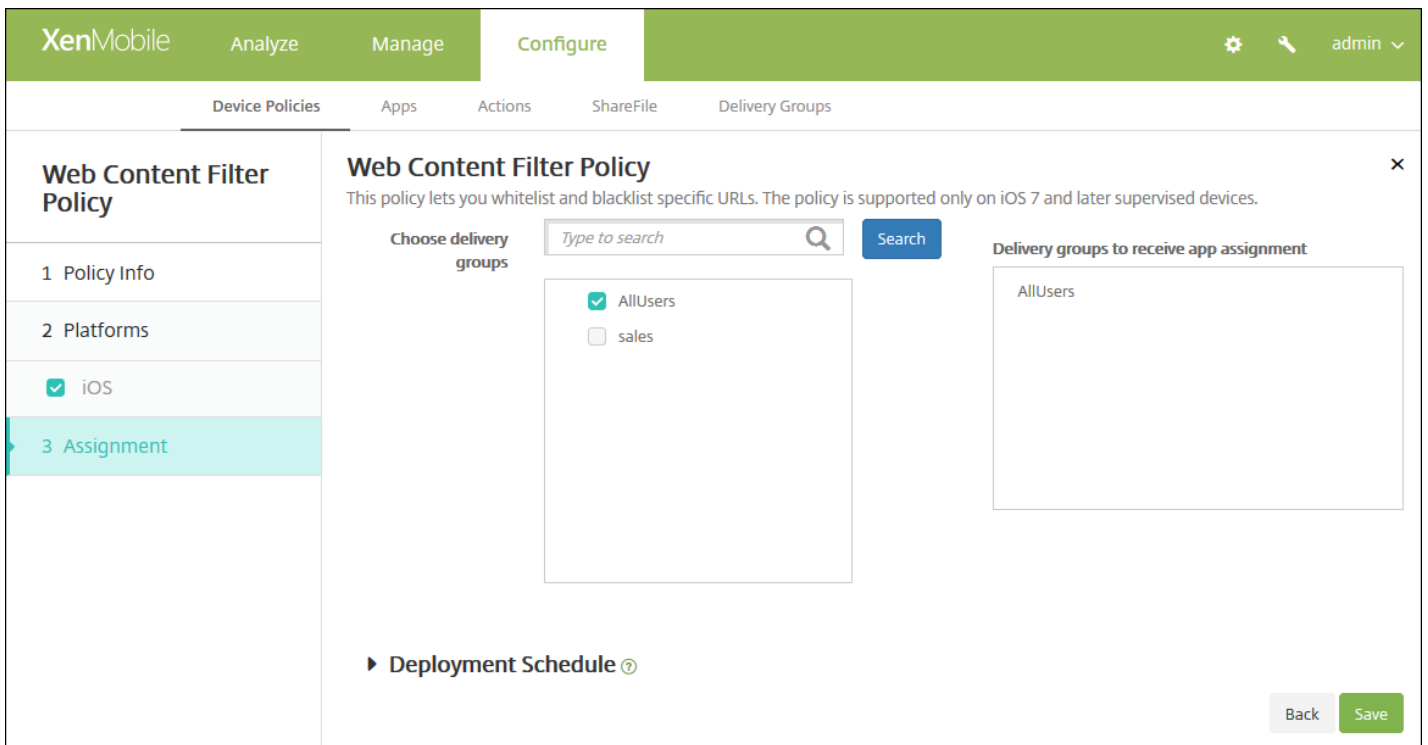 XenMobile Analyze Manage Configure admin
Device Policies Apps Actions ShareFile Delivery Groups
Web Content Filter
Policy
1 Policy Info
2 Platforms
iOS
3 Assignment
Web Content Filter Policy
This policy lets you whitelist and blacklist specific URLs. The policy is supported only on iOS 7 and later supervised devices.
Choose delivery
groups
Type to search
Search
AllUsers
sales
Delivery groups to receive app assignment
AllUsers
Deployment Schedule ?
Back Save